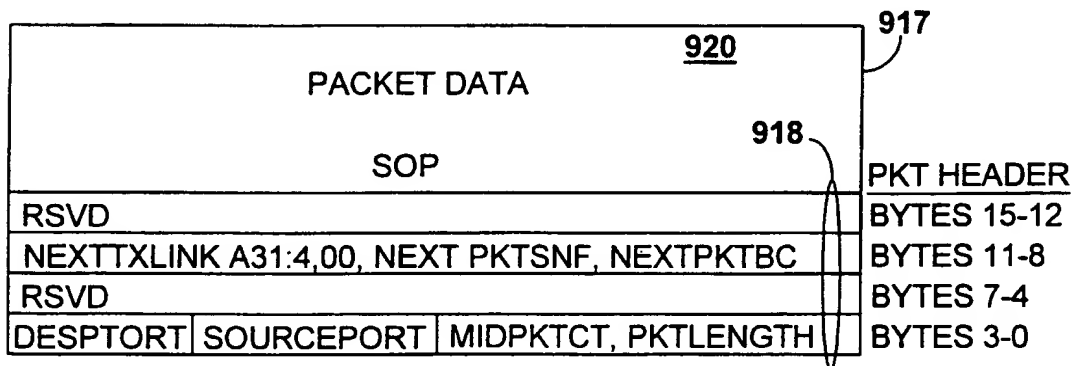 917
920
PACKET DATA
918
SOP
PKT HEADER
RSVD BYTES 15-12
NEXTTXLINK A31:4,00, NEXT PKTSNF, NEXTPKTBC BYTES 11-8
RSVD BYTES 7-4
DESPTORT SOURCEPORT MIDPKTCT, PKTLENGTH BYTES 3-0